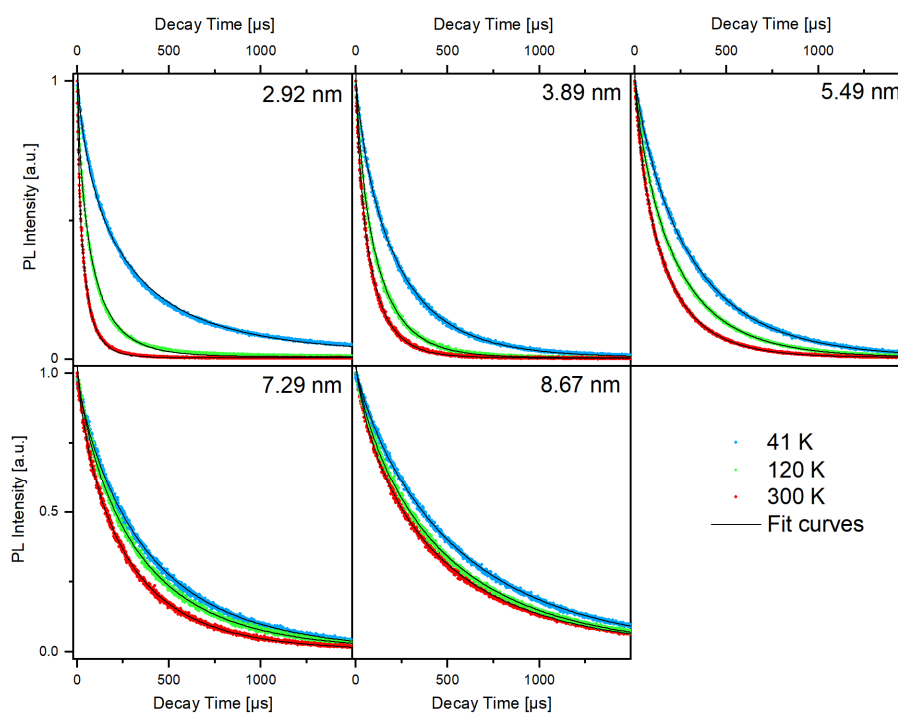 Decay Time [µs]
Decay Time [µs]
Decay Time [µs]
0 500 1000
0 500 1000
0 500 1000
1
0
PL Intensity [a.u.]
2.92 nm
3.89 nm
5.49 nm
1.0
0.5
0.0
PL Intensity [a.u.]
7.29 nm
8.67 nm
41 K
120 K
300 K
Fit curves
0 500 1000
0 500 1000
Decay Time [µs]
Decay Time [µs]